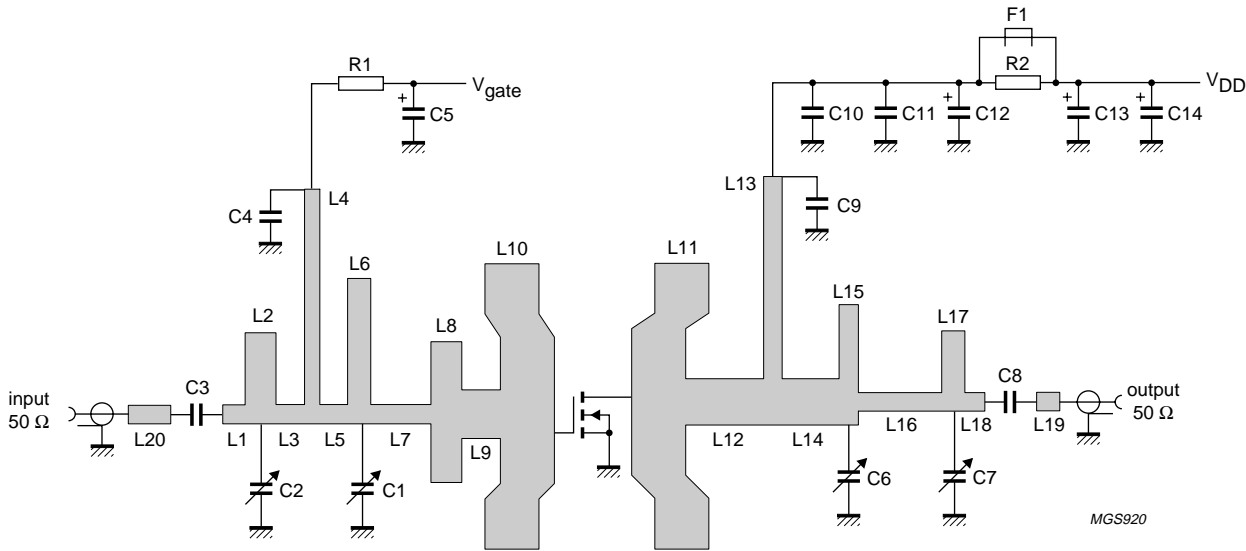 F1
R1
R2
V gate
V DD
+
C5
C10
C11
+
C12
+
C13
+
C14
L4
L13
C4
C9
L10
L11
L6
L15
L2
L8
L17
input
50 Ω
C3
C8
output
50 Ω
L20
L1
L3
L5
L7
L9
L12
L14
L16
L18
L19
C2
C1
C6
C7
MGS920